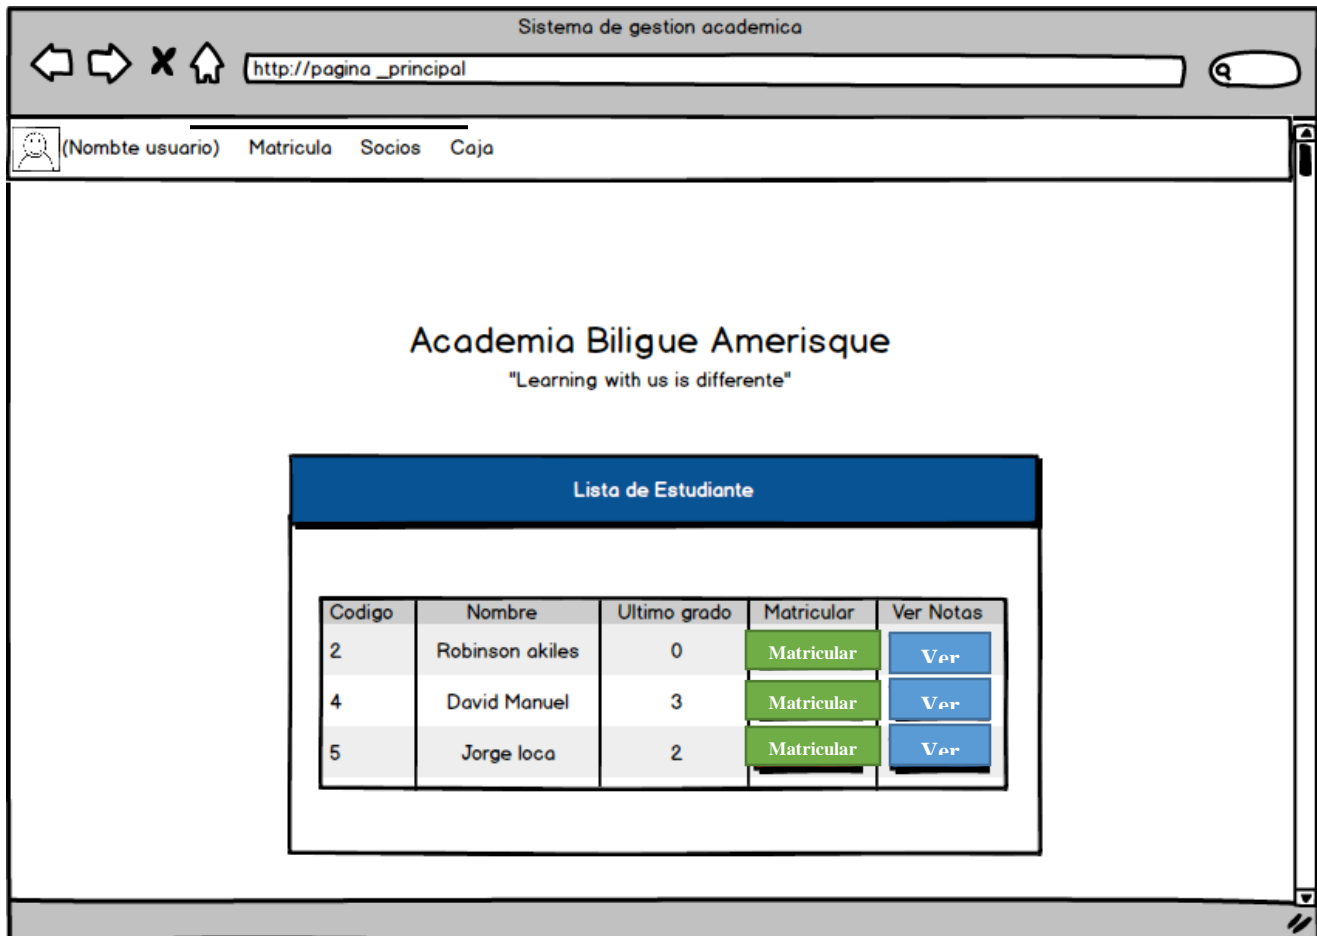 Sistema de gestion academica
http://pagina _principal
(Nombte usuario) Matricula Socios Caja
Academia Biligue Amerisque
"Learning with us is differente"
Lista de Estudiante
Codigo Nombre Ultimo grado Matricular Ver Notas
2 Robinson akiles 0 Matricular Ver
4 David Manuel 3 Matricular Ver
5 Jorge loca 2 Matricular Ver